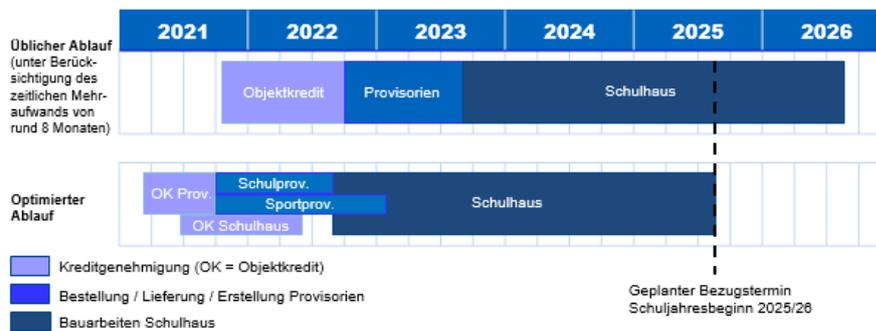 2021 2022 2023 2024 2025 2026
Üblicher Ablauf
(unter Berück-
sichtigung des
zeitlichen Mehr-
aufwands von
rund 8 Monaten)
Objektkredit Provisorien Schulhaus
Optimierter
Ablauf
OK Prov. Schulprov.
Sportprov.
Schulhaus
OK Schulhaus
Kreditgenehmigung (OK = Objektkredit)
Bestellung / Lieferung / Erstellung Provisorien
Bauarbeiten Schulhaus
Geplanter Bezugstermin
Schuljahresbeginn 2025/26